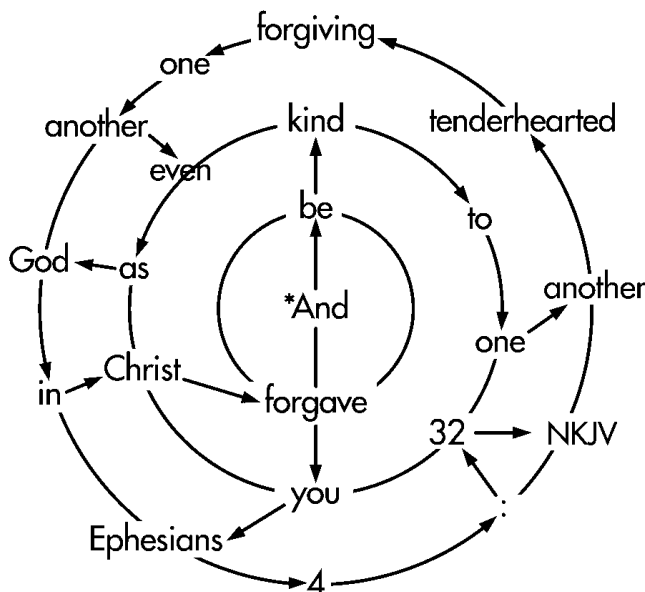 *And
be
kind
to
one
another
tenderhearted
forgiving
one
another
even
as
God
in
Christ
forgave
you
Ephesians
4
:
32
NKJV